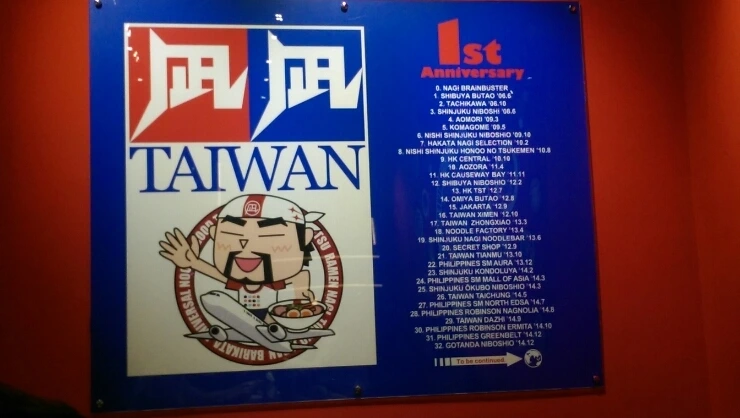 凪 凪
TAIWAN
1st
Anniversary
0. NAGI BRAINBUSTER
1. SHIBUYA BUTAO '06.6
2. TACHIKAWA '06.10
3. SHINJUKU NIBOSHI '08.6
4. AOMORI '09.3
5. KOMAGOME '09.5
6. NISHI SHINJUKU NIBOSHIO '09.10
7. HAKATA NAGI SELECTION '10.2
8. NISHI SHINJUKU HONOO NO TSUKEMEN '10.8
9. HK CENTRAL '10.10
10. AOZORA '11.4
11. HK CAUSEWAY BAY '11.11
12. SHIBUYA NIBOSHIO '12.2
13. HK TST '12.7
14. OMIYA BUTAO '12.8
15. JAKARTA '12.9
16. TAIWAN XIMEN '12.10
17. TAIWAN ZHONGXIAO '13.3
18. NOODLE FACTORY '13.4
19. SHINJUKU NAGI NOODLEBAR '13.6
20. SECRET SHOP '12.9
21. TAIWAN TIANMU '13.10
22. PHILIPPINES SM AURA '13.12
23. SHINJUKU KONDOLUYA '14.2
24. PHILIPPINES SM MALL OF ASIA '14.3
25. SHINJUKU ÕKUBO NIBOSHIO '14.3
26. TAIWAN TAICHUNG '14.5
27. PHILIPPINES SM NORTH EDSA '14.7
28. PHILIPPINES ROBINSON NAGNOLIA '14.8
29. TAIWAN DAZHI '14.9
30. PHILIPPINES ROBINSON ERMITA '14.10
31. PHILIPPINES GREENBELT '14.12
32. GOTANDA NIBOSHIO '14.12
To be continued
RAMEN NAGI
BARIKATA